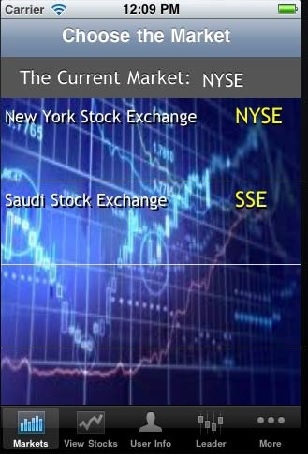 Carrier 12:09 PM
Choose the Market
The Current Market: NYSE
New York Stock Exchange NYSE
Saudi Stock Exchange SSE
Markets View Stocks User Info Leader More